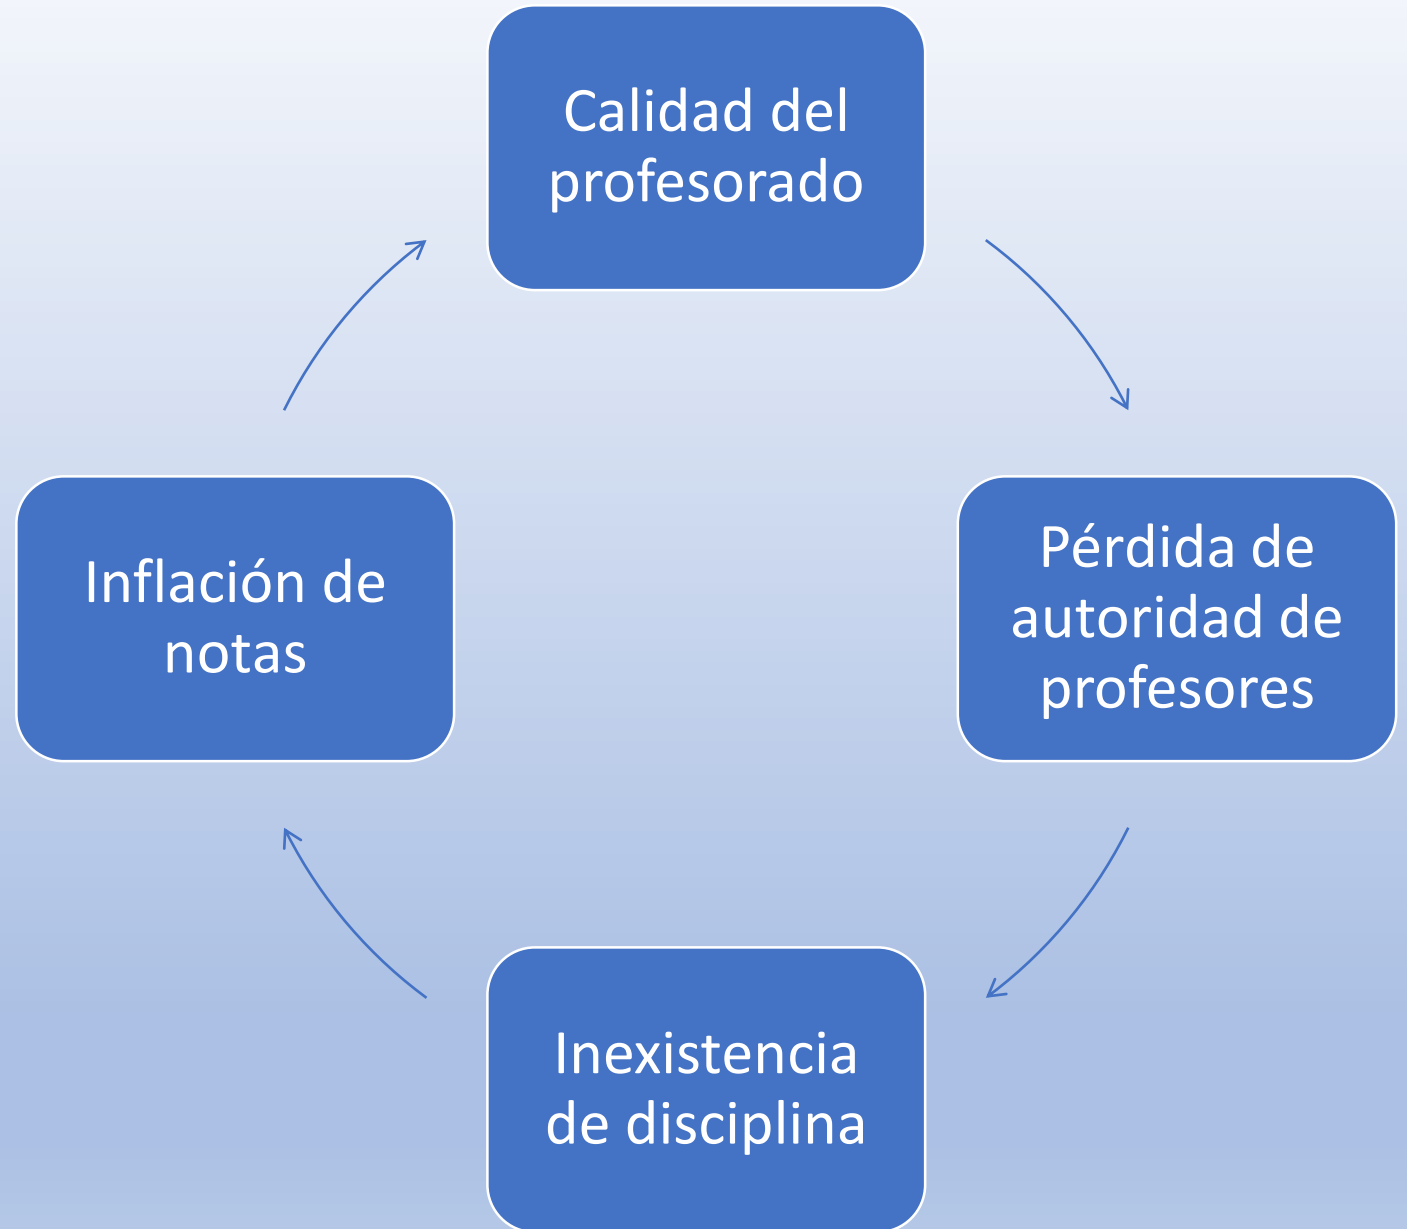 Calidad del
profesorado
Pérdida de
autoridad de
profesores
Inexistencia
de disciplina
Inflación de
notas